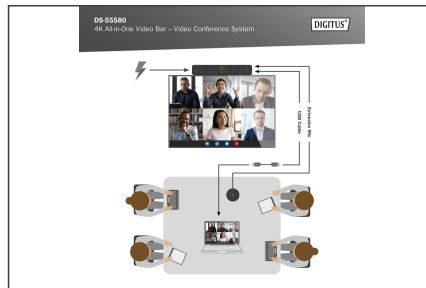 DS-55580
4K All-in-One Video Bar – Video Conference System
DIGITUS®
USB Cable
Extension Mic